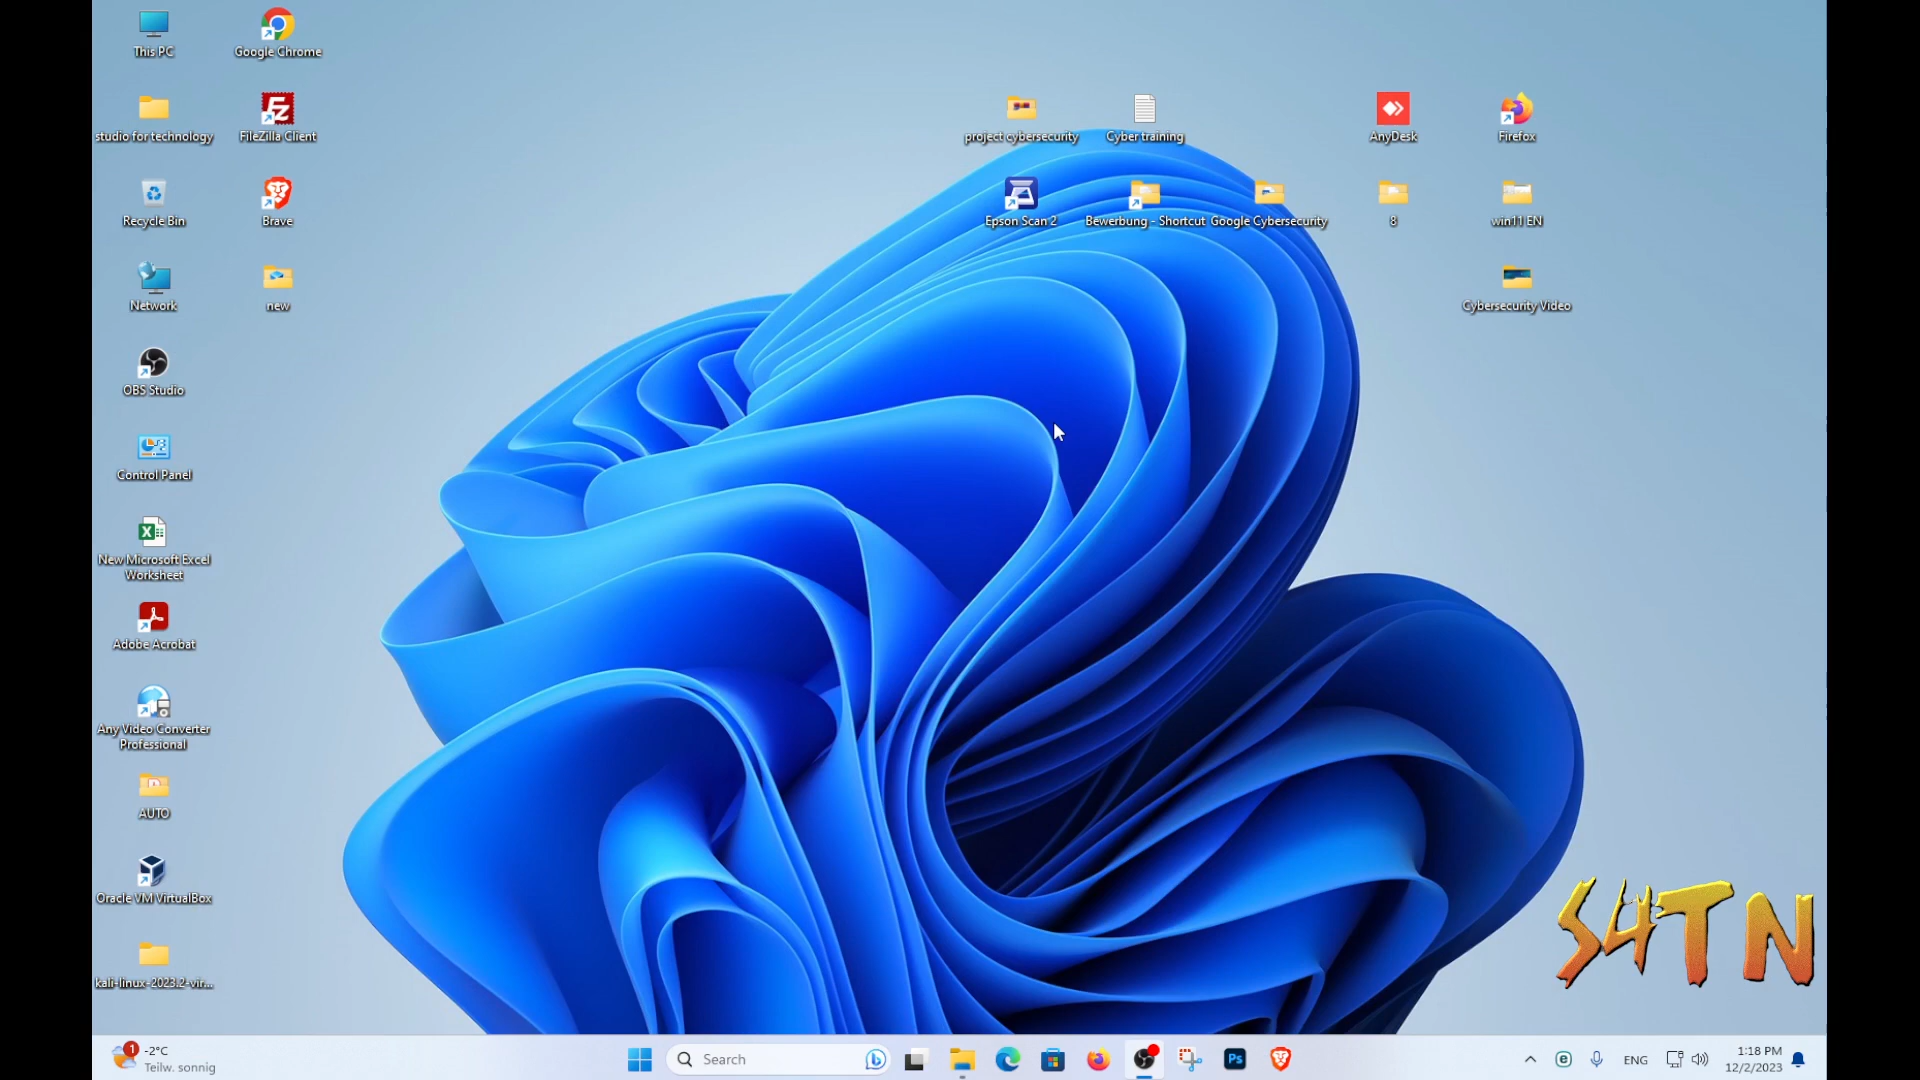 This PC
Google Chrome
studio for technology
FileZilla Client
project cybersecurity
Cyber training
AnyDesk
Firefox
Recycle Bin
Brave
Epson Scan 2
Bewerbung - Shortcut
Google Cybersecurity
8
win11 EN
Network
new
Cybersecurity Video
OBS Studio
Control Panel
New Microsoft Excel
Worksheet
Adobe Acrobat
Any Video Converter
Professional
AUTO
Oracle VM VirtualBox
kali-linux-2023.2-vir...
S4TN
1
-2°C
Teilw. sonnig
Search
Ps
ENG
1:18 PM
12/2/2023